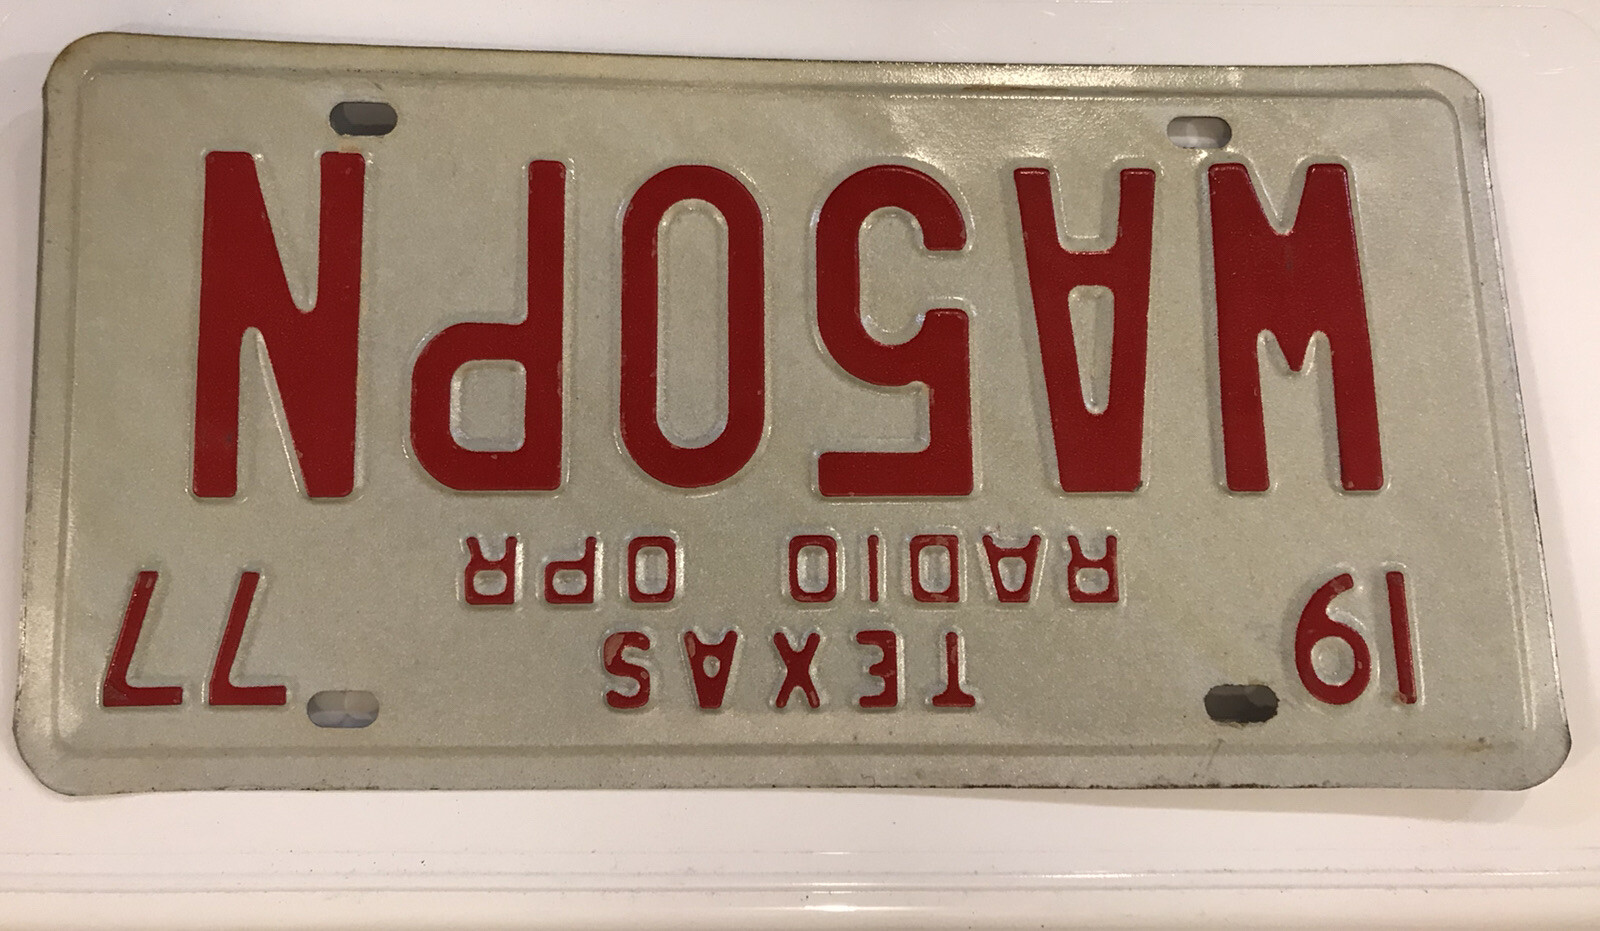 19 TEXAS 77
RADIO OPR
WA5OPN